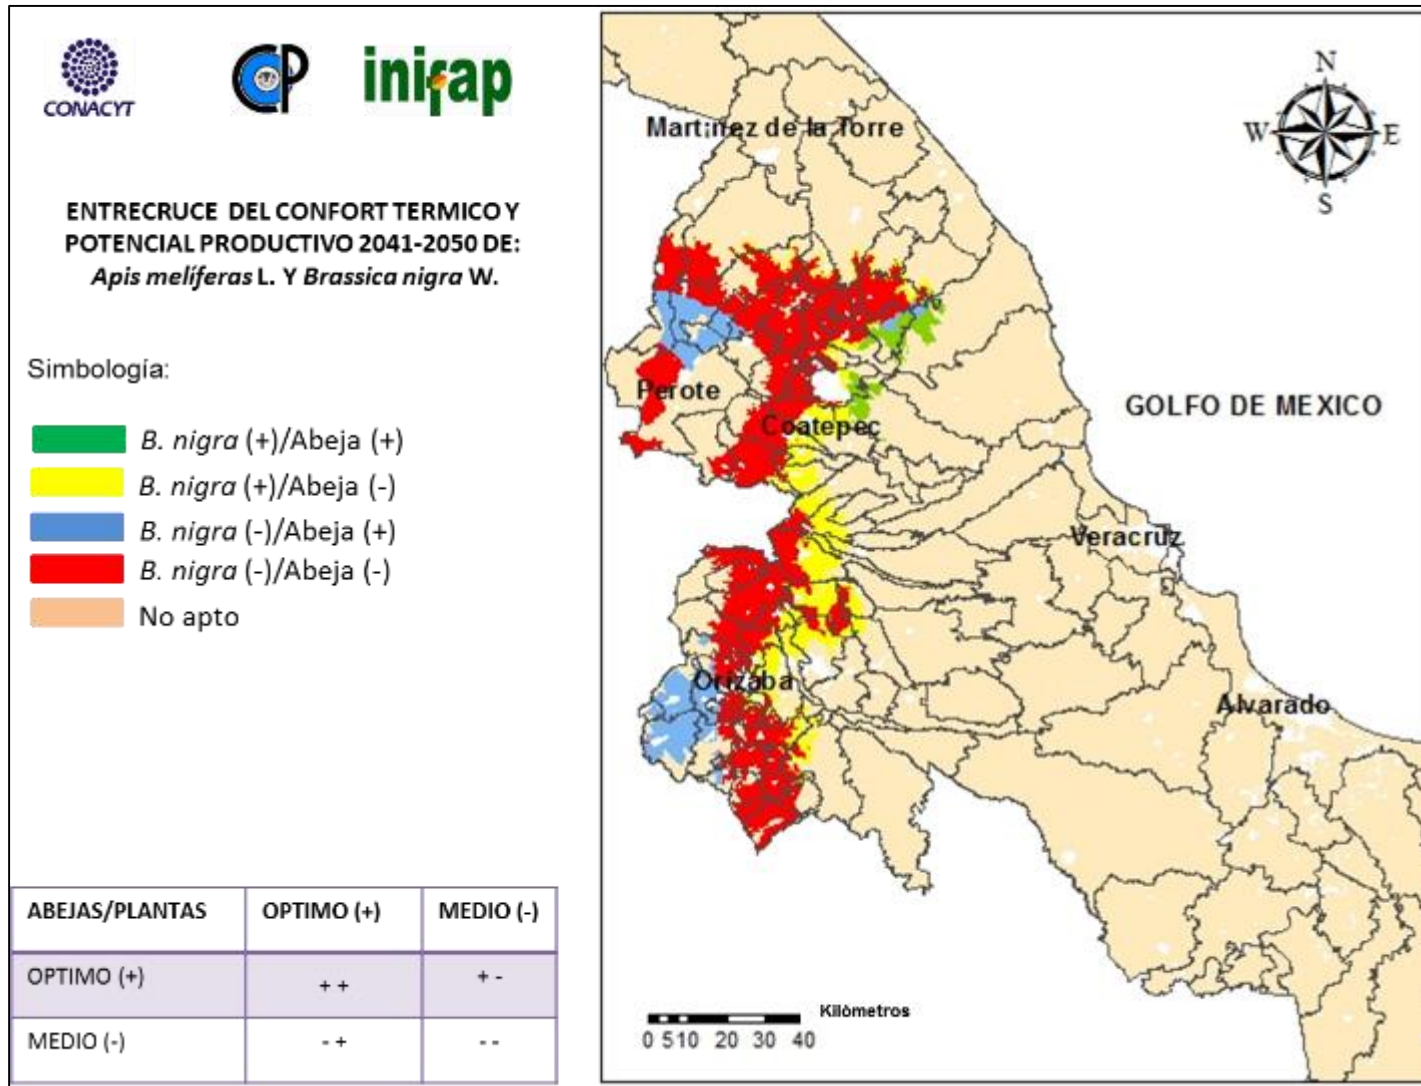 CONACYT
CP
inifap
ENTRECRUCE DEL CONFORT TERMICO Y
POTENCIAL PRODUCTIVO 2041-2050 DE:
Apis melíferas L. Y Brassica nigra W.
Simbología:
B. nigra (+)/Abeja (+)
B. nigra (+)/Abeja (-)
B. nigra (-)/Abeja (+)
B. nigra (-)/Abeja (-)
No apto
ABEJAS/PLANTAS OPTIMO (+) MEDIO (-)
OPTIMO (+) + + + -
MEDIO (-) - + - -
N
W E
S
Martinez de la Torre
Perote
Coatepec
GOLFO DE MEXICO
Veracruz
Orizaba
Alvarado
Kilómetros
0 5 10 20 30 40